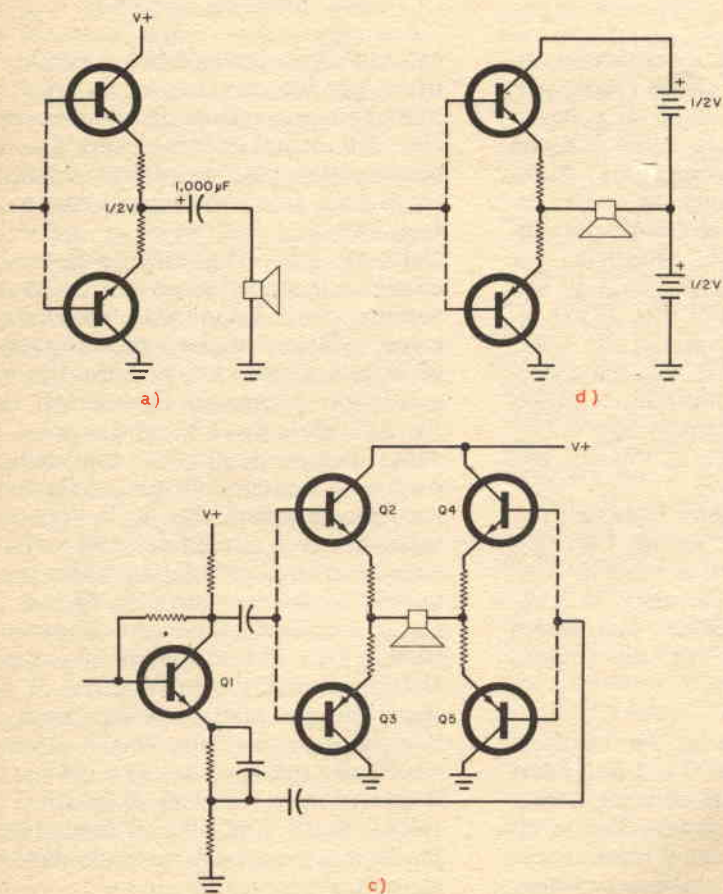 V+
1,000µF
+
1/2V
a)
+
1/2V
+
1/2V
d)
V+
Q2
Q4
V+
Q1
Q3
Q5
c)